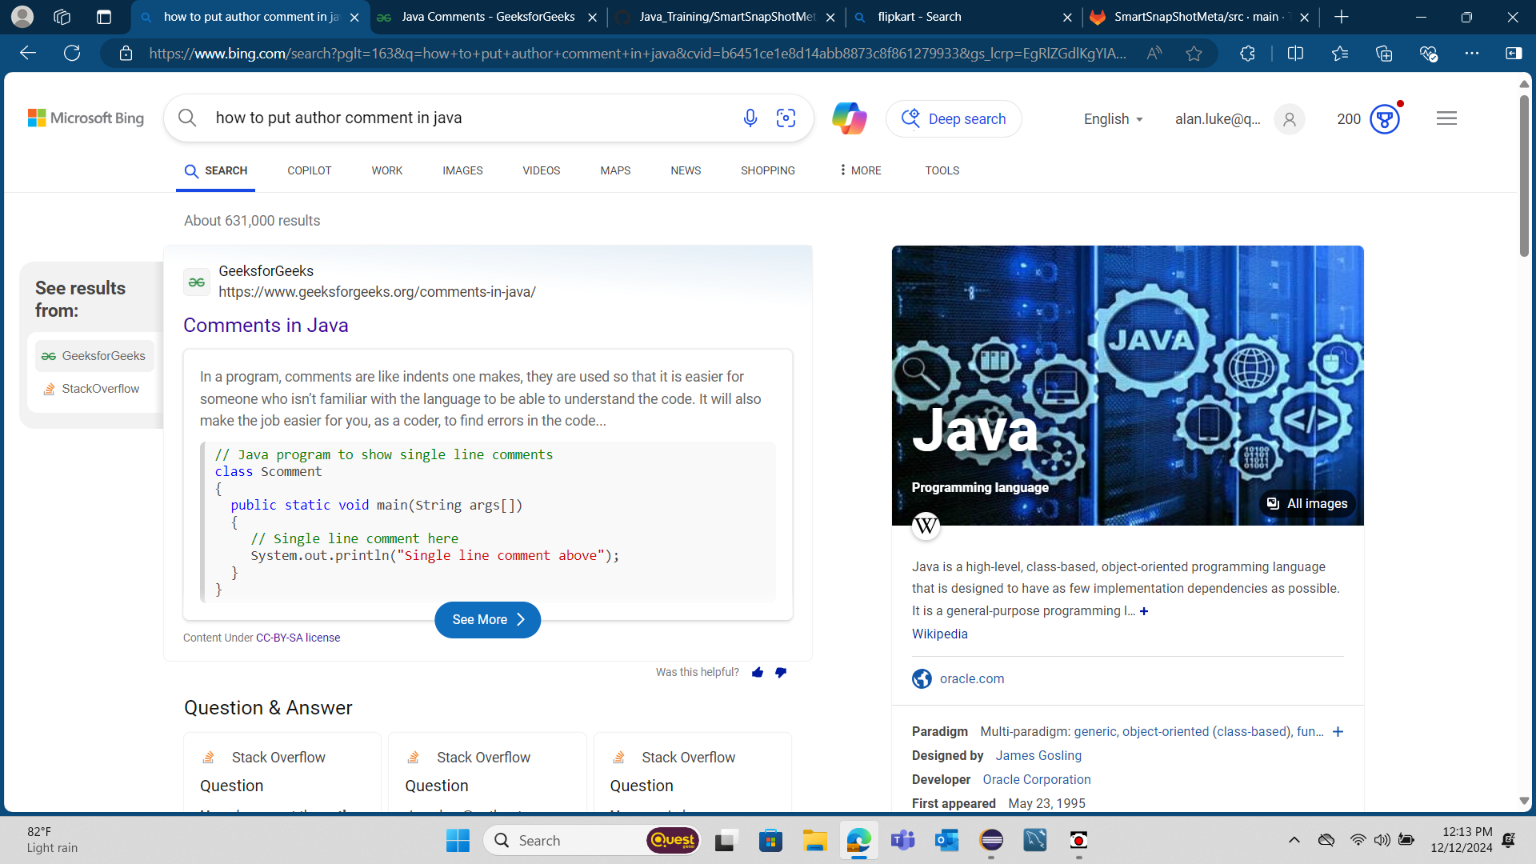 how to put author comment in ja
Java Comments - GeeksforGeeks
Java_Training/SmartSnapShotMet
flipkart - Search
SmartSnapShotMeta/src · main ·
https://www.bing.com/search?pglt=163&q=how+to+put+author+comment+in+java&cvid=b6451ce1e8d14abb8873c8f861279933&gs_lcrp=EgRlZGdlKgYIA...
Microsoft Bing
how to put author comment in java
Deep search
English
alan.luke@q...
200
SEARCH
COPILOT
WORK
IMAGES
VIDEOS
MAPS
NEWS
SHOPPING
MORE
TOOLS
About 631,000 results
See results
from:
GeeksforGeeks
StackOverflow
GeeksforGeeks
https://www.geeksforgeeks.org/comments-in-java/
Comments in Java
In a program, comments are like indents one makes, they are used so that it is easier for
someone who isn't familiar with the language to be able to understand the code. It will also
make the job easier for you, as a coder, to find errors in the code...
// Java program to show single line comments
class Scomment
{
public static void main(String args[])
{
// Single line comment here
System.out.println("Single line comment above");
}
}
See More
Content Under CC-BY-SA license
Was this helpful?
Question & Answer
Stack Overflow
Question
Stack Overflow
Question
Stack Overflow
Question
JAVA
</>
Java
Programming language
All images
W
Java is a high-level, class-based, object-oriented programming language
that is designed to have as few implementation dependencies as possible.
It is a general-purpose programming l... +
Wikipedia
oracle.com
Paradigm Multi-paradigm: generic, object-oriented (class-based), fun... +
Designed by James Gosling
Developer Oracle Corporation
First appeared May 23, 1995
82°F
Light rain
Search
Quest
12:13 PM
12/12/2024